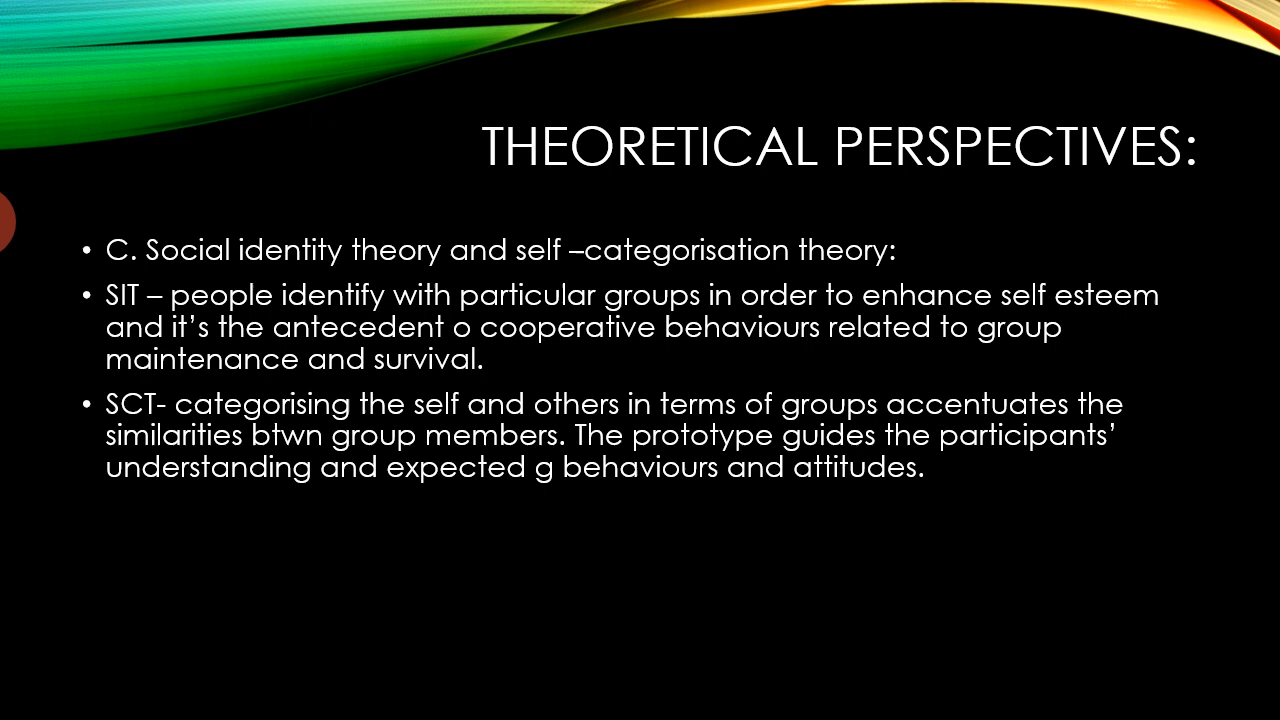 THEORETICAL PERSPECTIVES:
• C. Social identity theory and self –categorisation theory:
• SIT – people identify with particular groups in order to enhance self esteem
and it’s the antecedent o cooperative behaviours related to group
maintenance and survival.
• SCT- categorising the self and others in terms of groups accentuates the
similarities btwn group members. The prototype guides the participants’
understanding and expected g behaviours and attitudes.